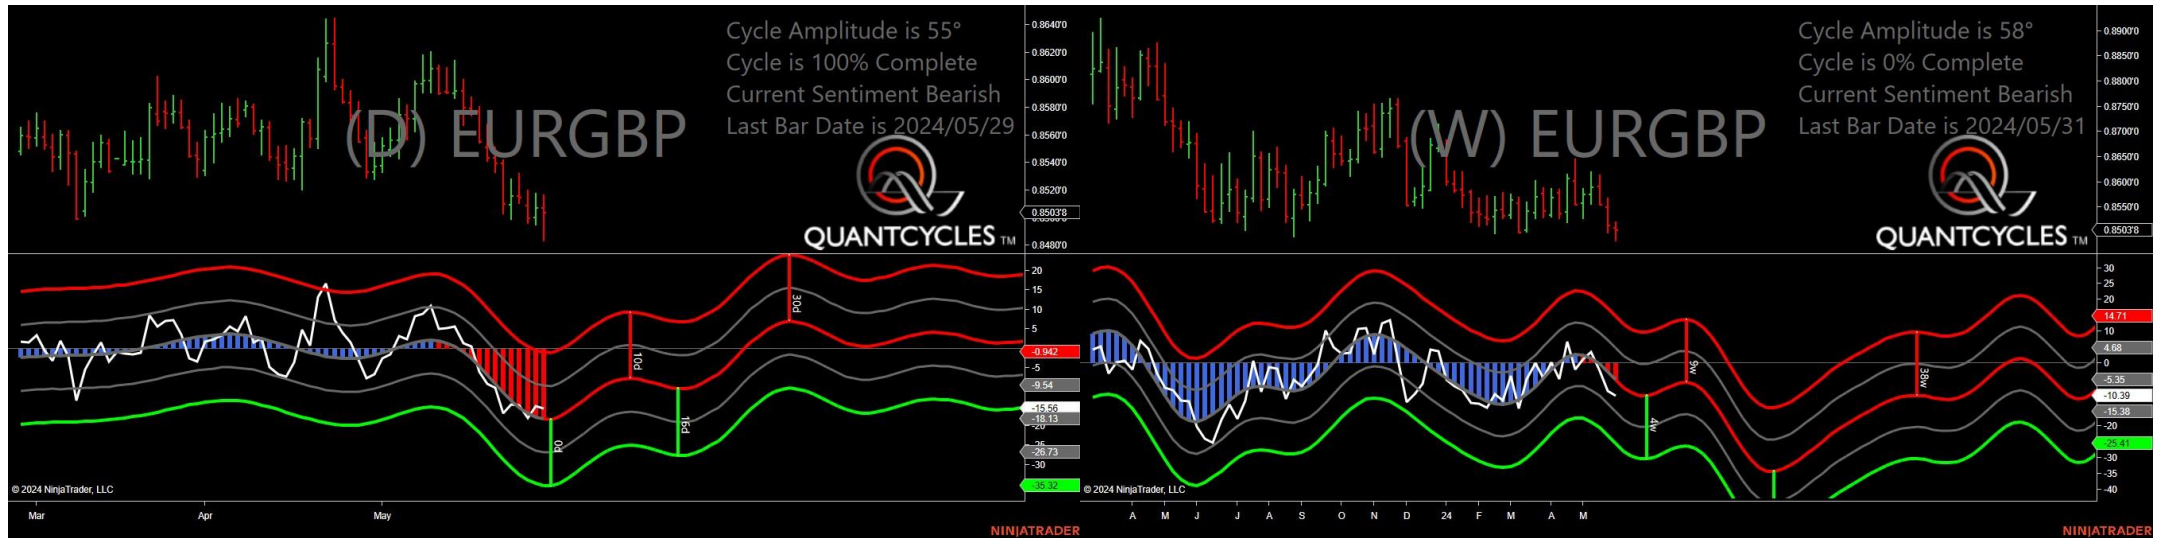 Cycle Amplitude is 55°
Cycle is 100% Complete
Current Sentiment Bearish
Last Bar Date is 2024/05/29
(D) EURGBP
QUANTCYCLES TM
0.8640'0
0.8620'0
0.8600'0
0.8580'0
0.8560'0
0.8540'0
0.8520'0
0.8503'8
0.8480'0
20
15
10
5
-0.942
-5
-9.54
-15.56
-18.13
-20
-25
-26.73
-30
-35.32
10d
30d
0d
16d
© 2024 NinjaTrader, LLC
Mar Apr May
NINJATRADER
Cycle Amplitude is 58°
Cycle is 0% Complete
Current Sentiment Bearish
Last Bar Date is 2024/05/31
(W) EURGBP
QUANTCYCLES TM
0.8900'0
0.8850'0
0.8800'0
0.8750'0
0.8700'0
0.8650'0
0.8600'0
0.8550'0
0.8503'8
30
25
20
14.71
10
4.68
0
-5.35
-10.39
-15.38
-20
-25.41
-30
-35
-40
9w
38w
4w
© 2024 NinjaTrader, LLC
A M J J A S O N D 24 F M A M
NINJATRADER